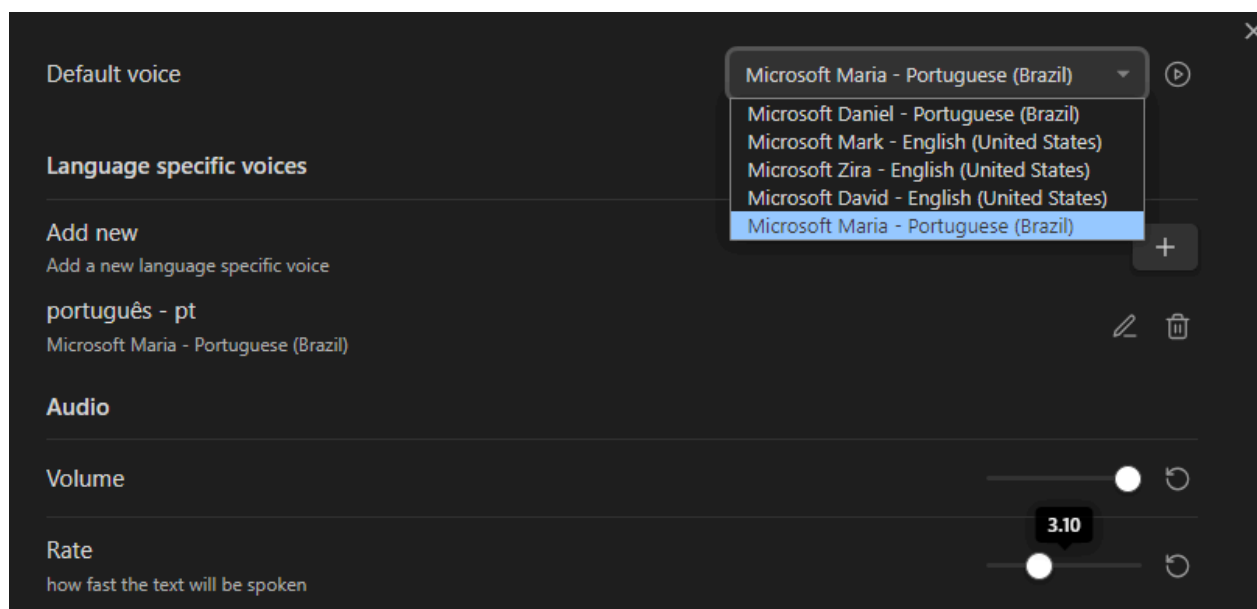 Default voice
Microsoft Maria - Portuguese (Brazil)
Microsoft Daniel - Portuguese (Brazil)
Microsoft Mark - English (United States)
Microsoft Zira - English (United States)
Microsoft David - English (United States)
Microsoft Maria - Portuguese (Brazil)
Language specific voices
Add new
Add a new language specific voice
português - pt
Microsoft Maria - Portuguese (Brazil)
Audio
Volume
3.10
Rate
how fast the text will be spoken